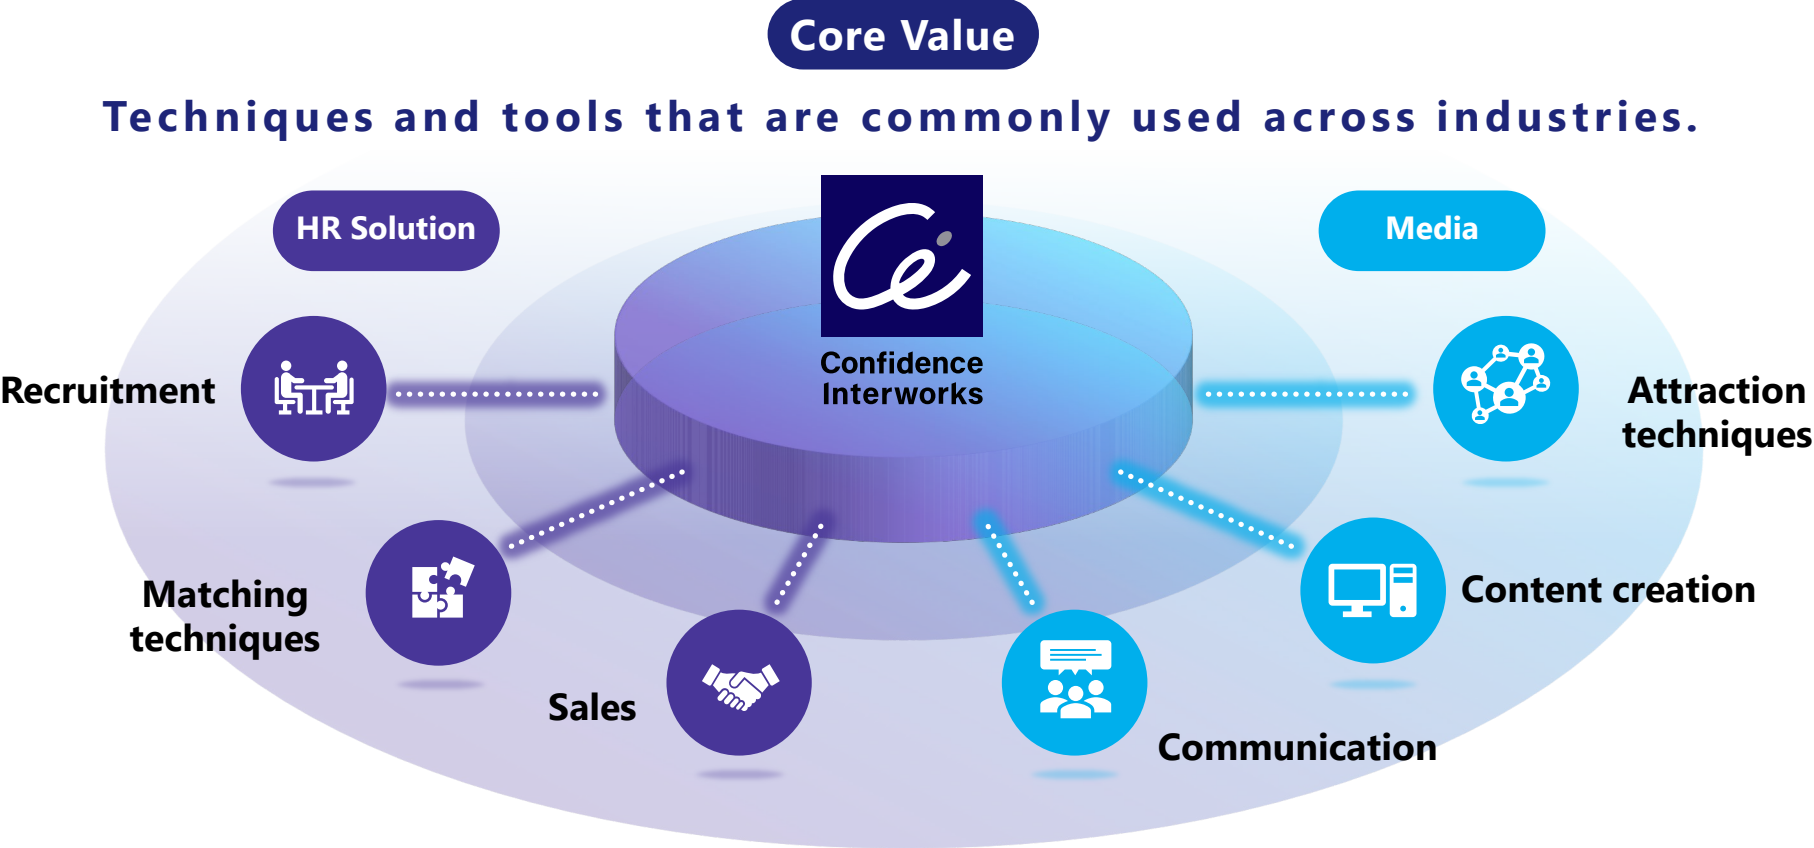 Core Value
Techniques and tools that are commonly used across industries.
HR Solution
Media
Ci
Confidence
Interworks
Recruitment
Attraction
techniques
Matching
techniques
Content creation
Sales
Communication